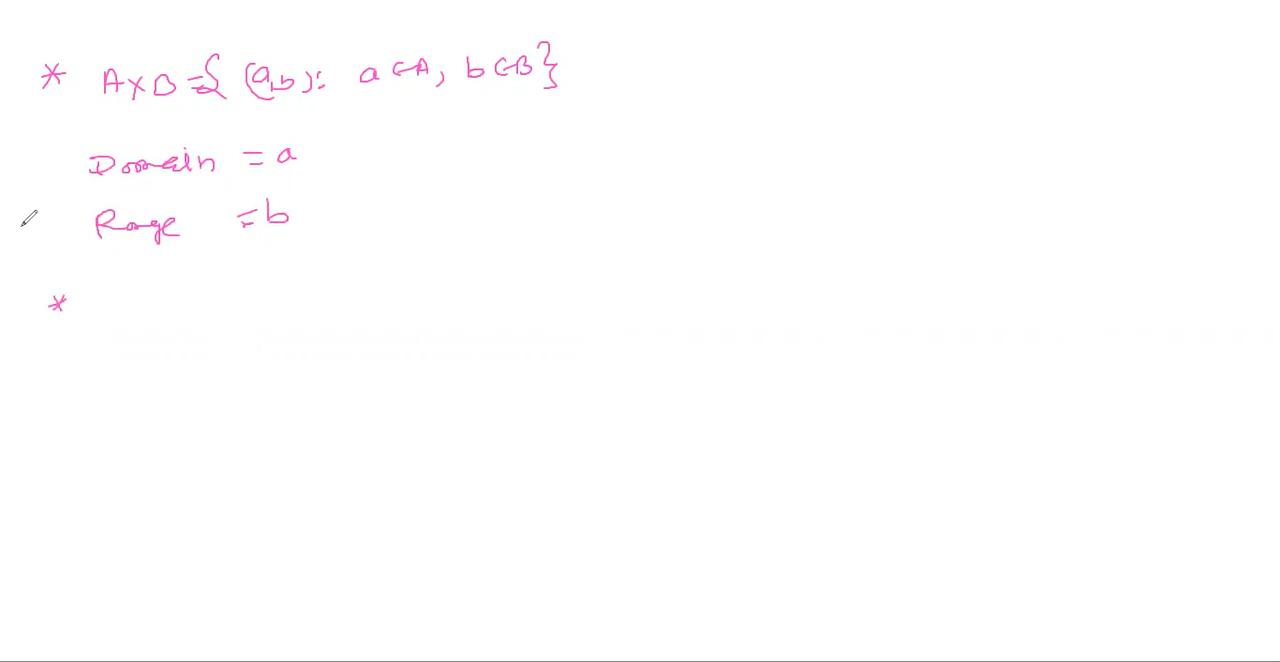 * A×B = { (a,b) : a∈A, b∈B }
Domain = a
Range = b
*